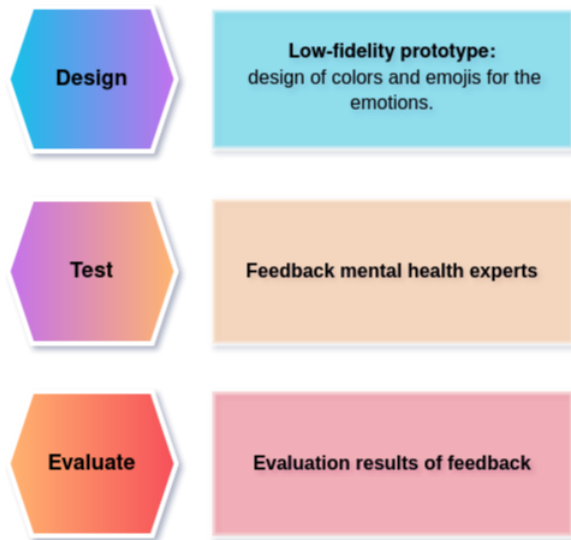 Design
Low-fidelity prototype:
design of colors and emojis for the
emotions.
Test
Feedback mental health experts
Evaluate
Evaluation results of feedback